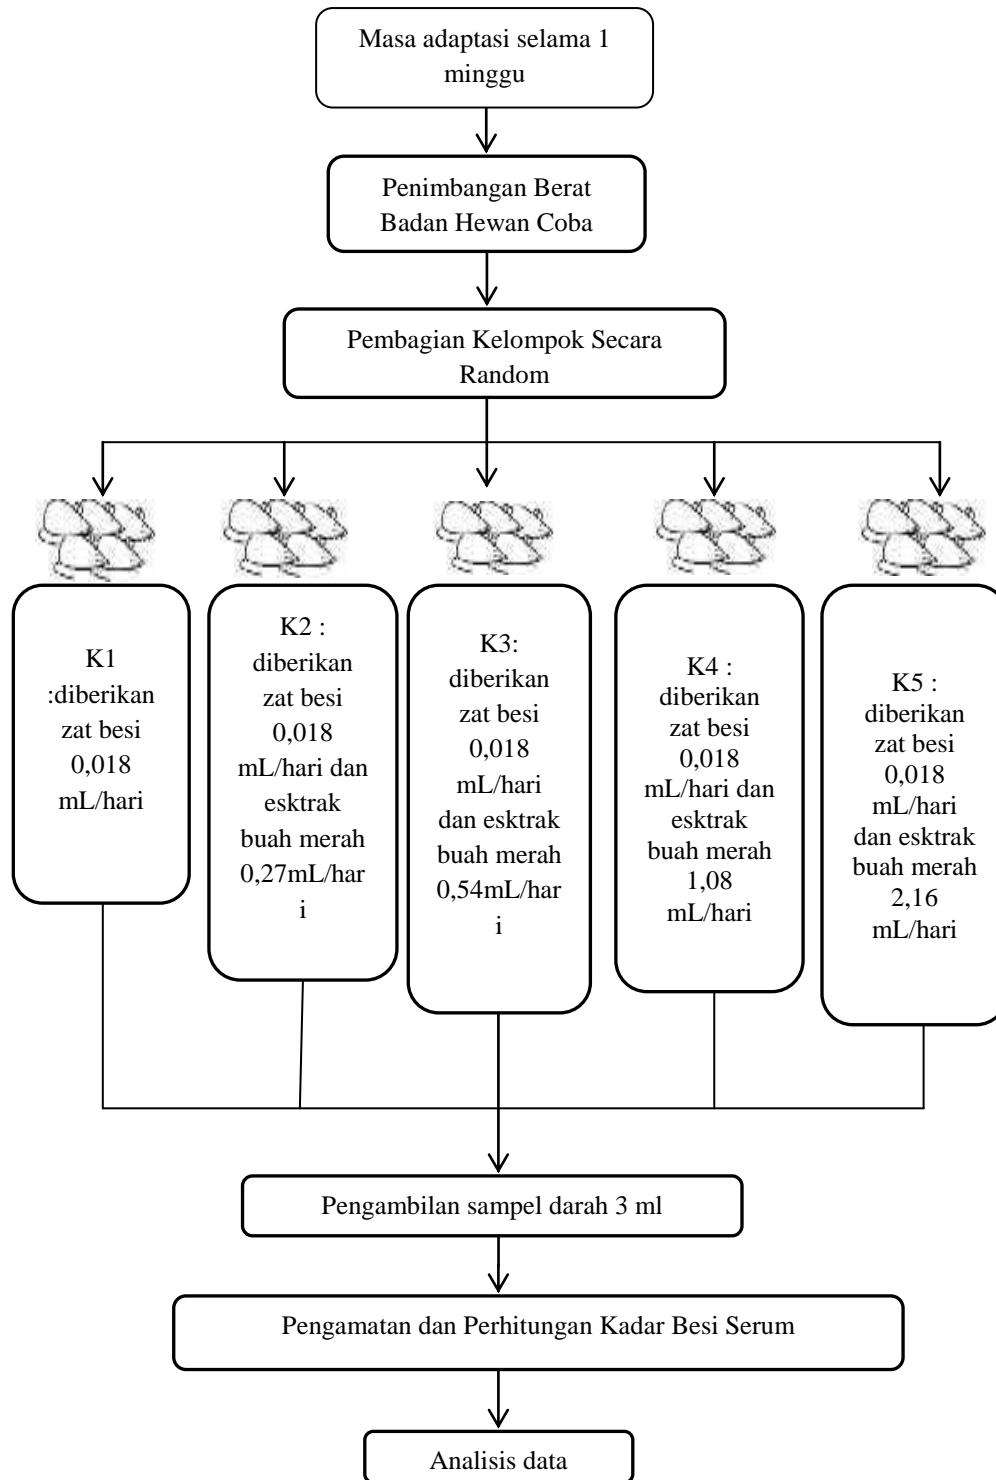 Masa adaptasi selama 1
minggu
Penimbangan Berat
Badan Hewan Coba
Pembagian Kelompok Secara
Random
K1
:diberikan
zat besi
0,018
mL/hari
K2 :
diberikan
zat besi
0,018
mL/hari dan
esktrak
buah merah
0,27mL/har
i
K3:
diberikan
zat besi
0,018
mL/hari
dan esktrak
buah merah
0,54mL/har
i
K4 :
diberikan
zat besi
0,018
mL/hari dan
esktrak
buah merah
1,08
mL/hari
K5 :
diberikan
zat besi
0,018
mL/hari
dan esktrak
buah merah
2,16
mL/hari
Pengambilan sampel darah 3 ml
Pengamatan dan Perhitungan Kadar Besi Serum
Analisis data